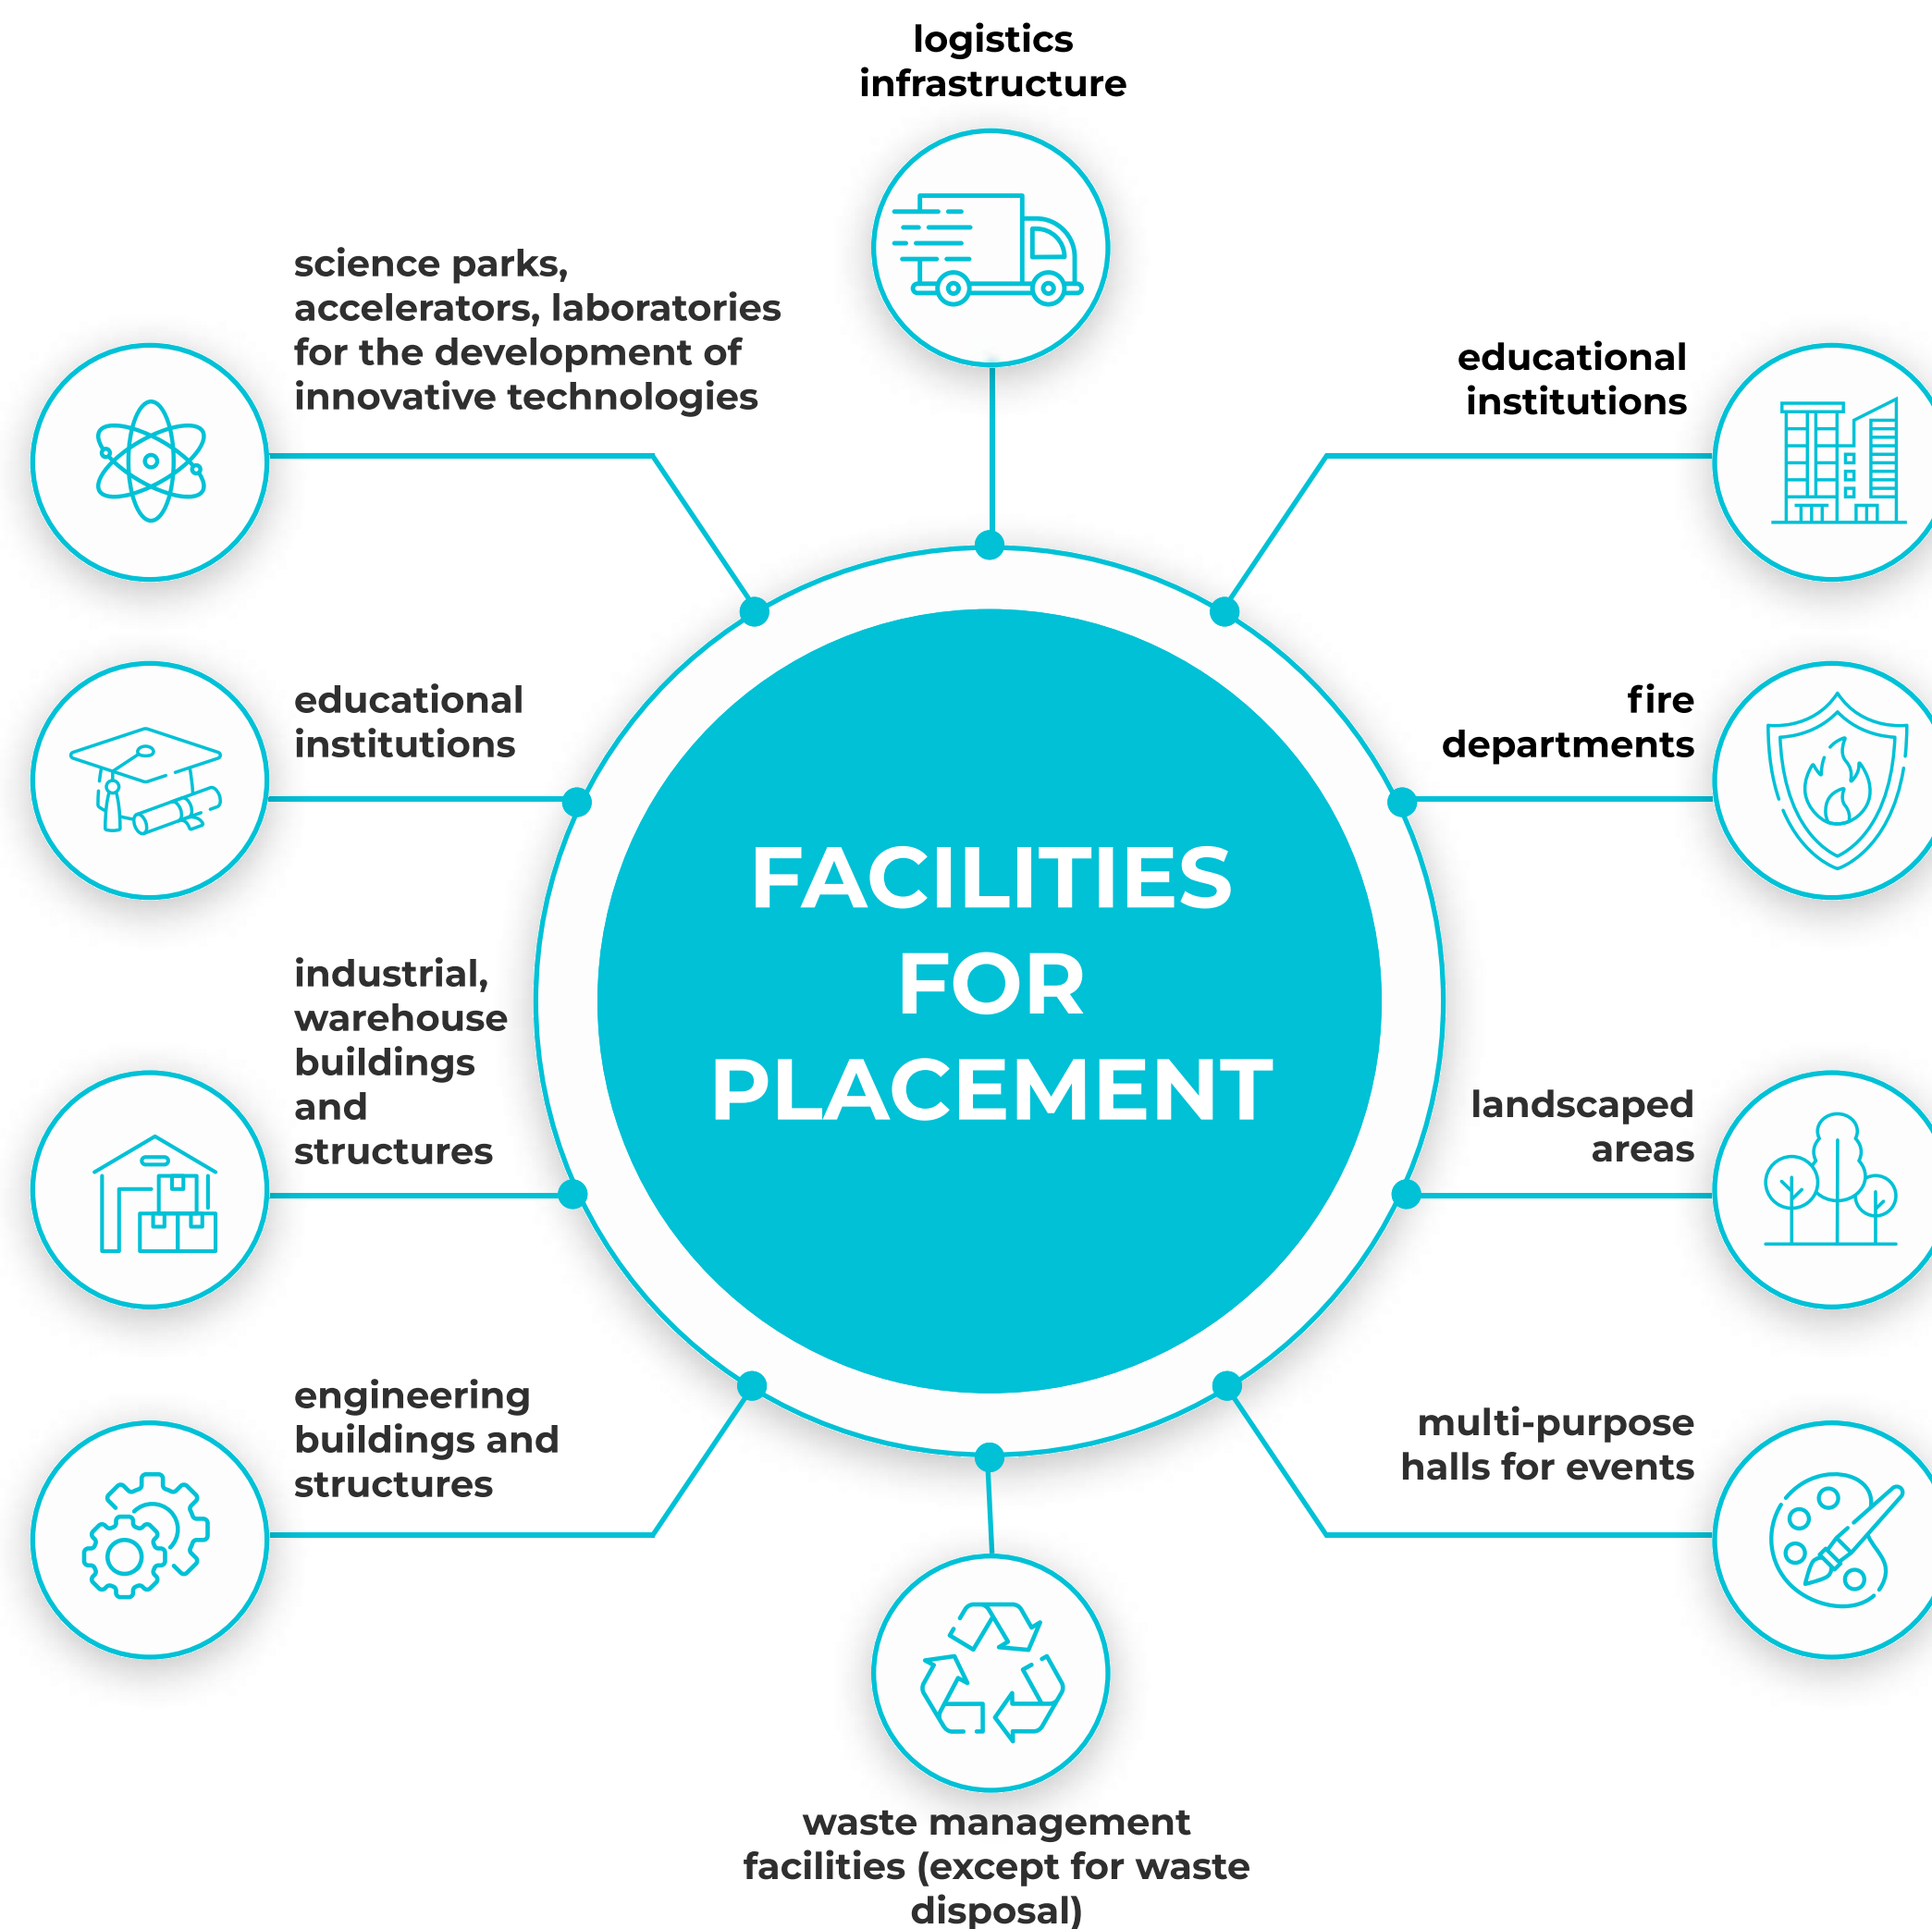 logistics
infrastructure
science parks,
accelerators, laboratories
for the development of
innovative technologies
educational
institutions
educational
institutions
fire
departments
FACILITIES
FOR
PLACEMENT
industrial,
warehouse
buildings
and
structures
landscaped
areas
engineering
buildings and
structures
multi-purpose
halls for events
waste management
facilities (except for waste
disposal)